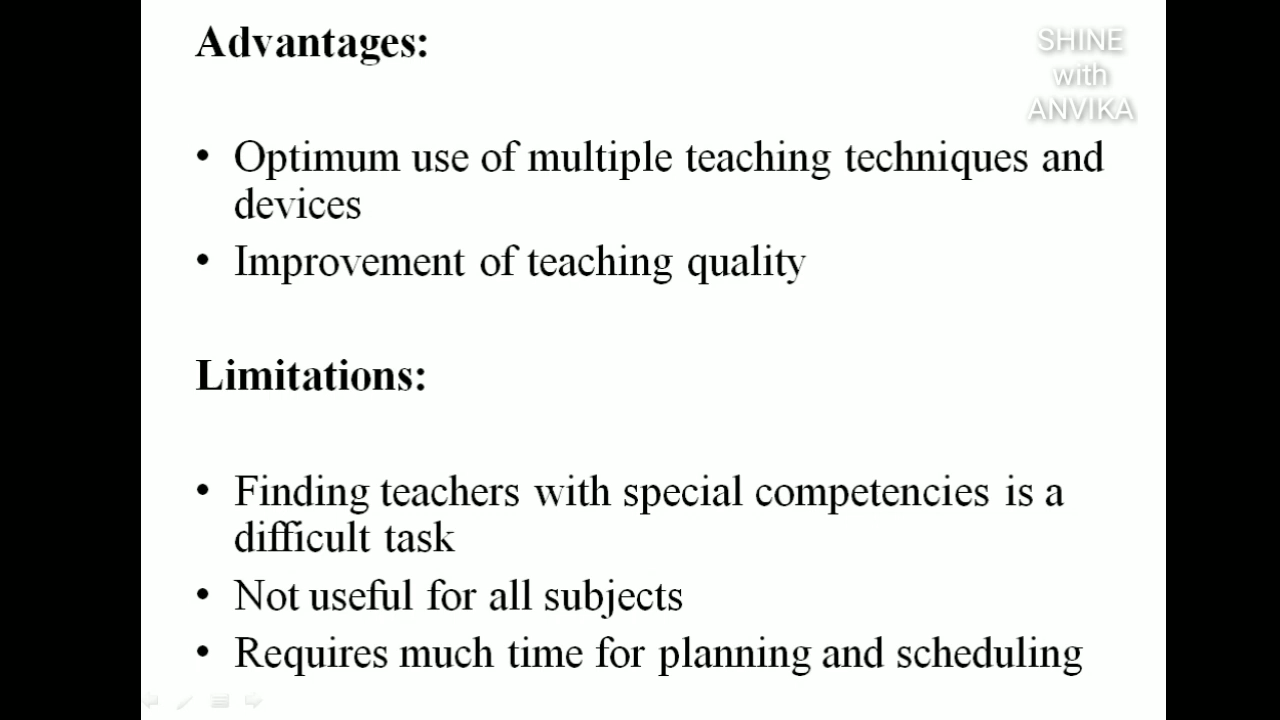 Advantages:
SHINE
with
ANVIKA
• Optimum use of multiple teaching techniques and
devices
• Improvement of teaching quality
Limitations:
• Finding teachers with special competencies is a
difficult task
• Not useful for all subjects
• Requires much time for planning and scheduling